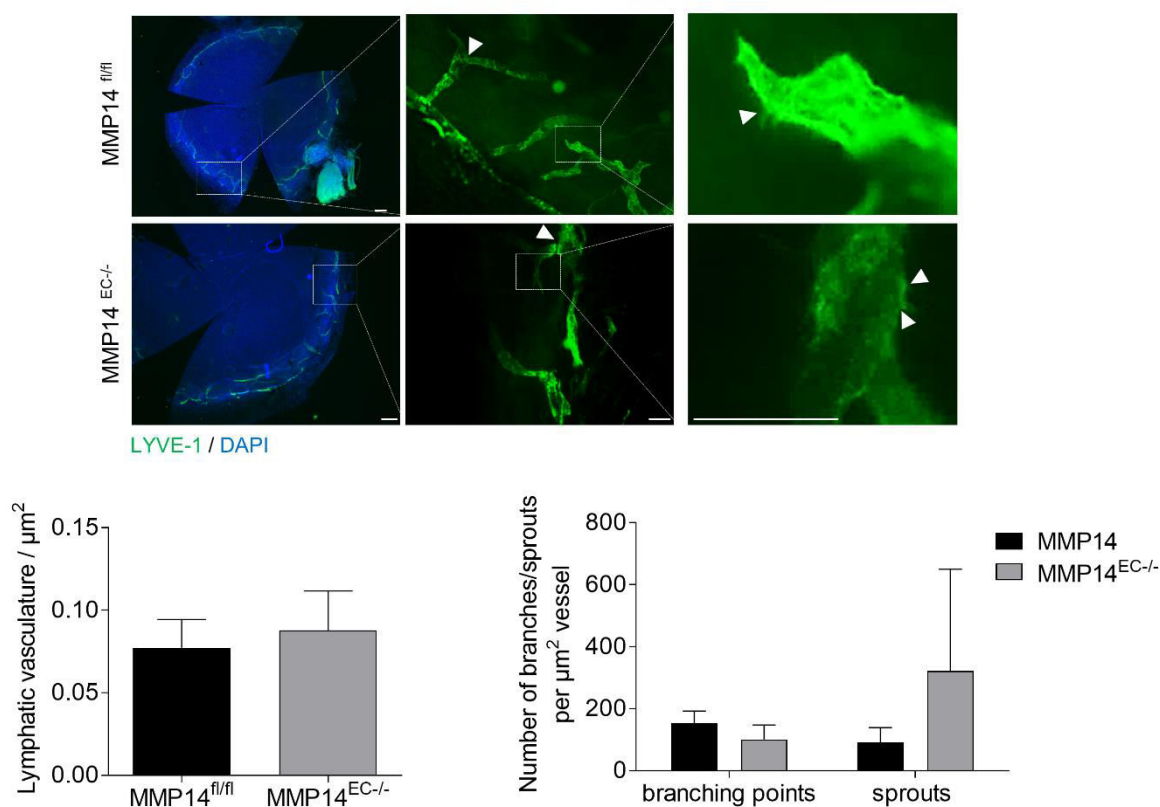 MMP14 fl/fl
MMP14 EC-/-
LYVE-1 / DAPI
Lymphatic vasculature / µm2
0.15
0.10
0.05
0.00
MMP14fl/fl
MMP14EC-/-
Number of branches/sprouts
per µm2 vessel
800
600
400
200
0
branching points
sprouts
MMP14
MMP14EC-/-